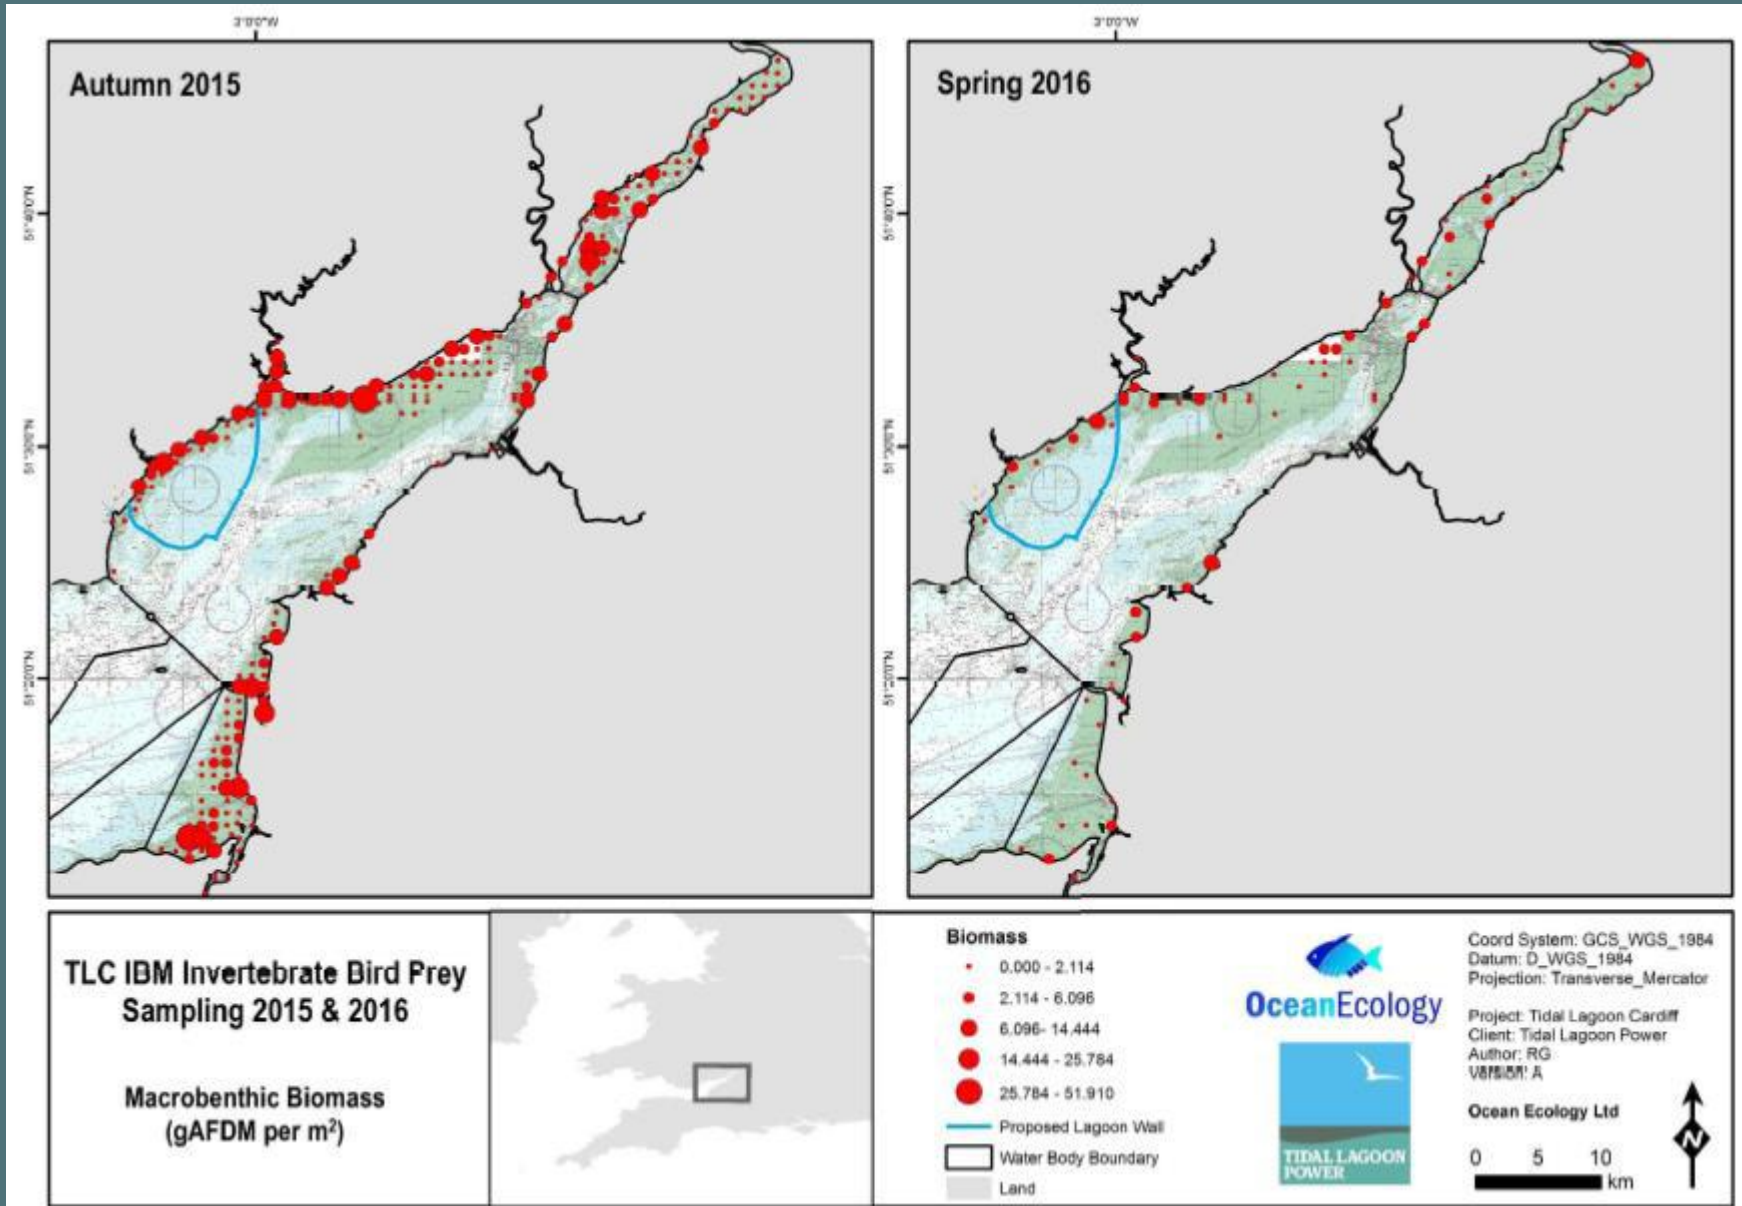 3°0'0"W
3°0'0"W
Autumn 2015
Spring 2016
TLC IBM Invertebrate Bird Prey
Sampling 2015 & 2016
Macrobenthic Biomass
(gAFDM per m²)
Biomass
0.000 - 2.114
2.114 - 6.096
6.096- 14.444
14.444 - 25.784
25.784 - 51.910
Proposed Lagoon Wall
Water Body Boundary
Land
OceanEcology
TIDAL LAGOON
POWER
Coord System: GCS_WGS_1984
Datum: D_WGS_1984
Projection: Transverse_Mercator
Project: Tidal Lagoon Cardiff
Client: Tidal Lagoon Power
Author: RG
Version: A
Ocean Ecology Ltd
0 5 10
km
N